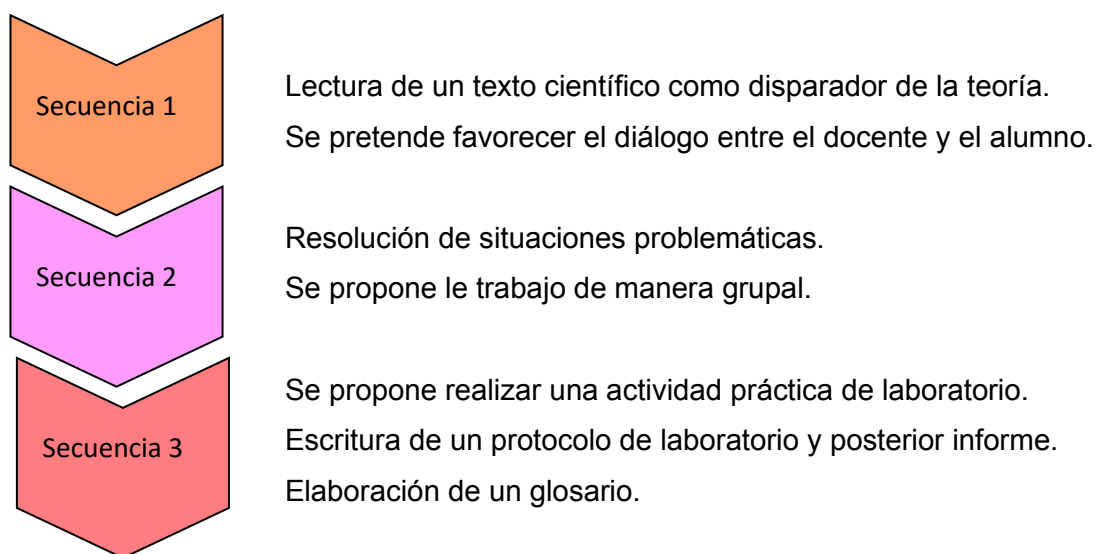 Secuencia 1
Lectura de un texto científico como disparador de la teoría.
Se pretende favorecer el diálogo entre el docente y el alumno.
Secuencia 2
Resolución de situaciones problemáticas.
Se propone le trabajo de manera grupal.
Secuencia 3
Se propone realizar una actividad práctica de laboratorio.
Escritura de un protocolo de laboratorio y posterior informe.
Elaboración de un glosario.